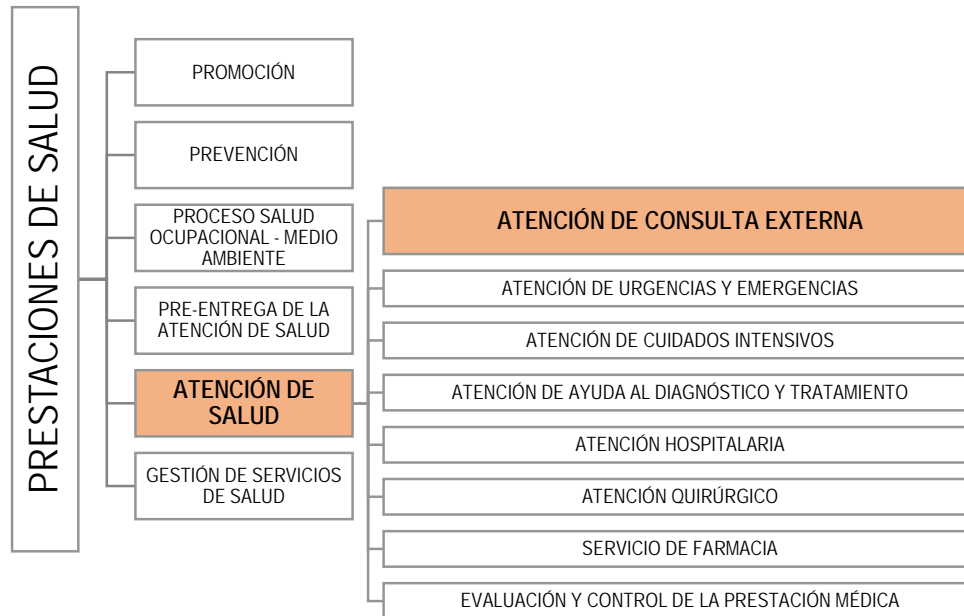 PRESTACIONES DE SALUD
PROMOCIÓN
PREVENCIÓN
PROCESO SALUD
OCUPACIONAL - MEDIO
AMBIENTE
PRE-ENTREGA DE LA
ATENCIÓN DE SALUD
ATENCIÓN DE
SALUD
GESTIÓN DE SERVICIOS
DE SALUD
ATENCIÓN DE CONSULTA EXTERNA
ATENCIÓN DE URGENCIAS Y EMERGENCIAS
ATENCIÓN DE CUIDADOS INTENSIVOS
ATENCIÓN DE AYUDA AL DIAGNÓSTICO Y TRATAMIENTO
ATENCIÓN HOSPITALARIA
ATENCIÓN QUIRÚRGICO
SERVICIO DE FARMACIA
EVALUACIÓN Y CONTROL DE LA PRESTACIÓN MÉDICA